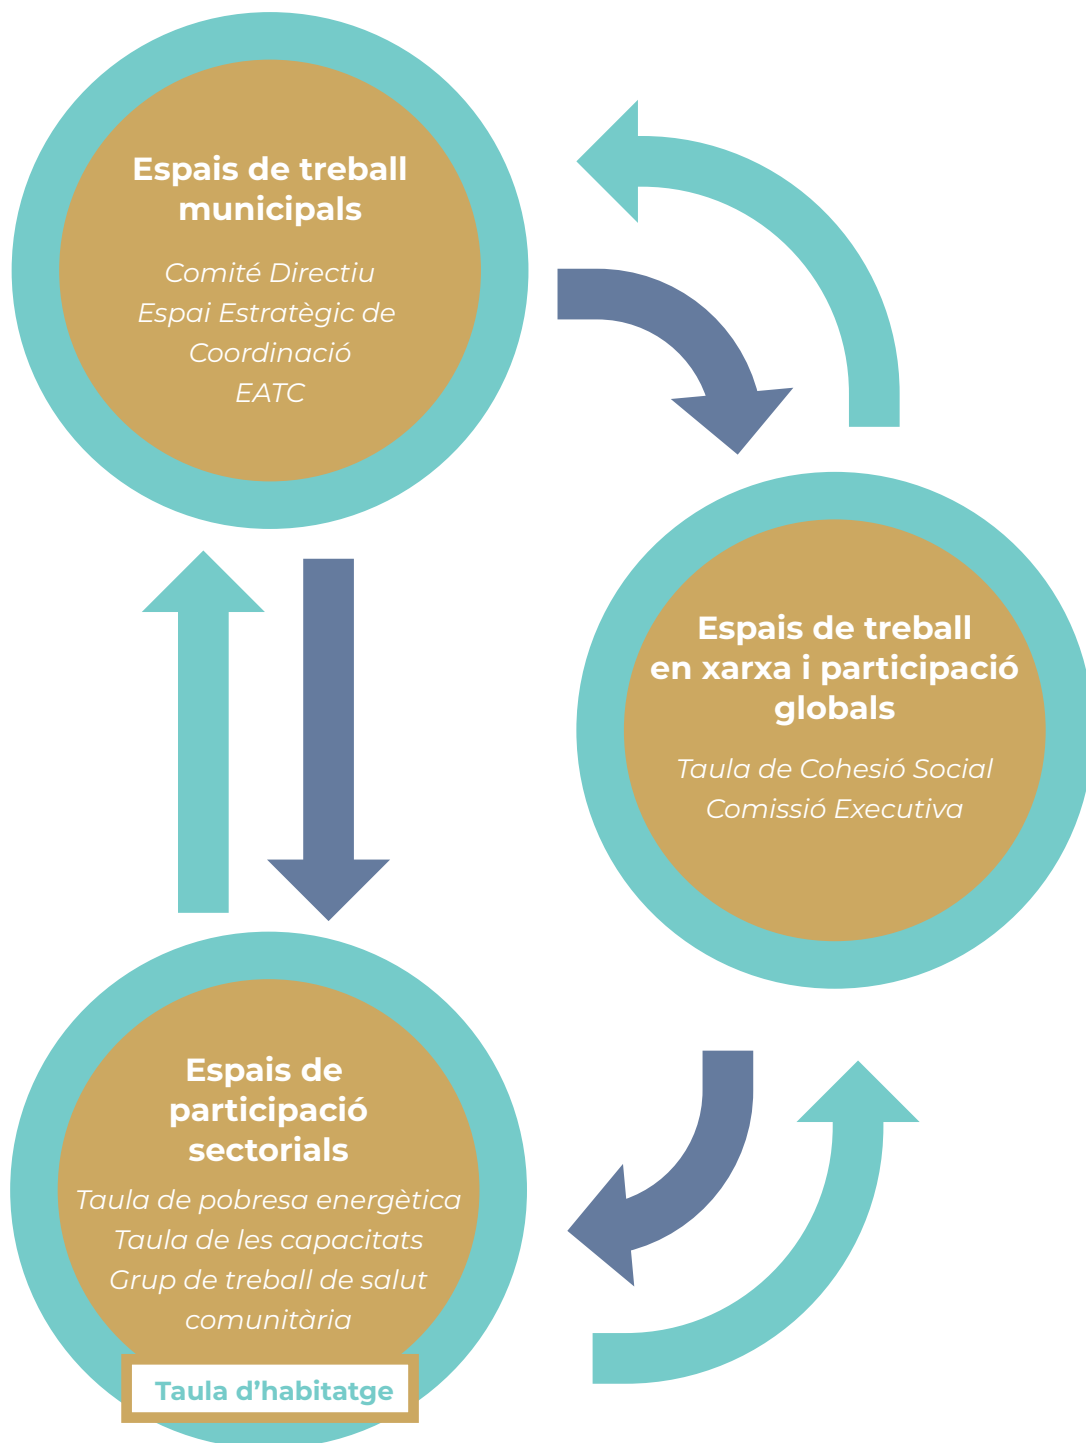 Espais de treball
municipals
Comité Directiu
Espai Estratègic de
Coordinació
EATC
Espais de treball
en xarxa i participació
globals
Taula de Cohesió Social
Comissió Executiva
Espais de
participació
sectorials
Taula de pobresa energètica
Taula de les capacitats
Grup de treball de salut
comunitària
Taula d’habitatge